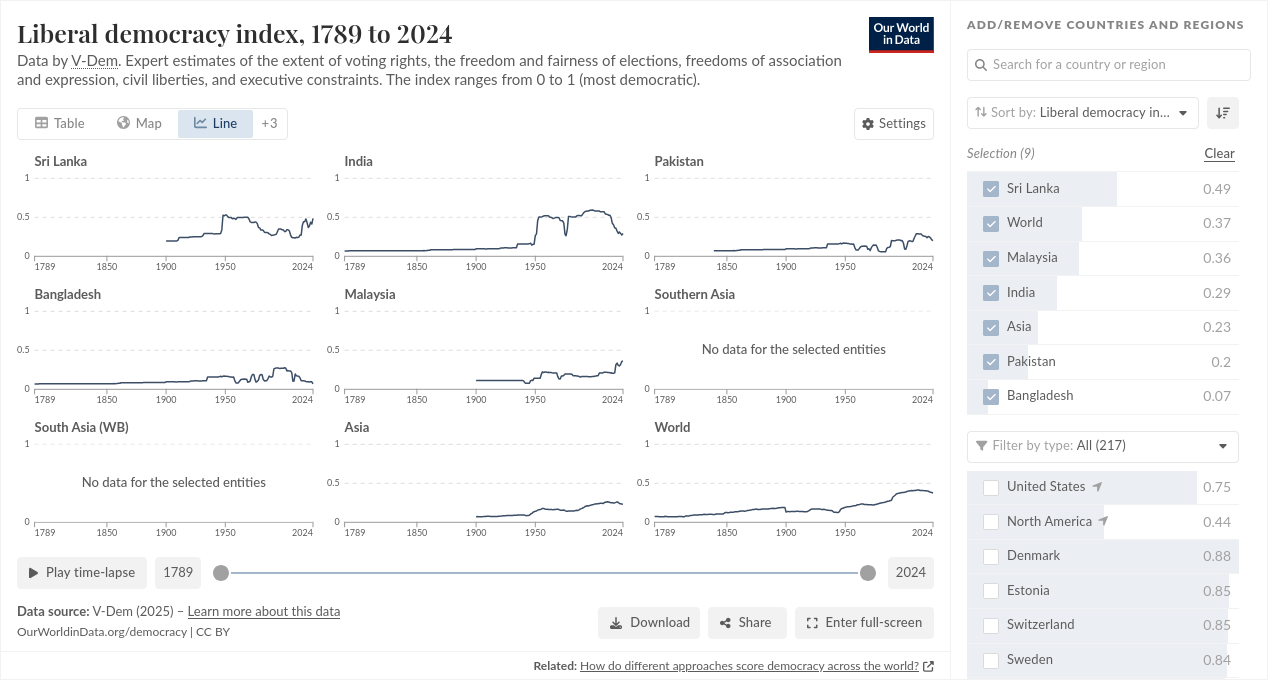 Liberal democracy index, 1789 to 2024
Our World
in Data
Data by V-Dem. Expert estimates of the extent of voting rights, the freedom and fairness of elections, freedoms of association
and expression, civil liberties, and executive constraints. The index ranges from 0 to 1 (most democratic).
Table Map Line +3
Settings
Sri Lanka
1
0.5
0
1789 1850 1900 1950 2024
India
1
0.5
0
1789 1850 1900 1950 2024
Pakistan
1
0.5
0
1789 1850 1900 1950 2024
Bangladesh
1
0.5
0
1789 1850 1900 1950 2024
Malaysia
1
0.5
0
1789 1850 1900 1950 2024
Southern Asia
1
No data for the selected entities
0.5
0
1789 1850 1900 1950 2024
South Asia (WB)
1
No data for the selected entities
0
1789 1850 1900 1950 2024
Asia
1
0.5
0
1789 1850 1900 1950 2024
World
1
0.5
0
1789 1850 1900 1950 2024
Play time-lapse 1789 2024
Data source: V-Dem (2025) – Learn more about this data
OurWorldinData.org/democracy | CC BY
Download Share Enter full-screen
Related: How do different approaches score democracy across the world?
ADD/REMOVE COUNTRIES AND REGIONS
Search for a country or region
Sort by: Liberal democracy in...
Selection (9) Clear
Sri Lanka 0.49
World 0.37
Malaysia 0.36
India 0.29
Asia 0.23
Pakistan 0.2
Bangladesh 0.07
Filter by type: All (217)
United States 0.75
North America 0.44
Denmark 0.88
Estonia 0.85
Switzerland 0.85
Sweden 0.84